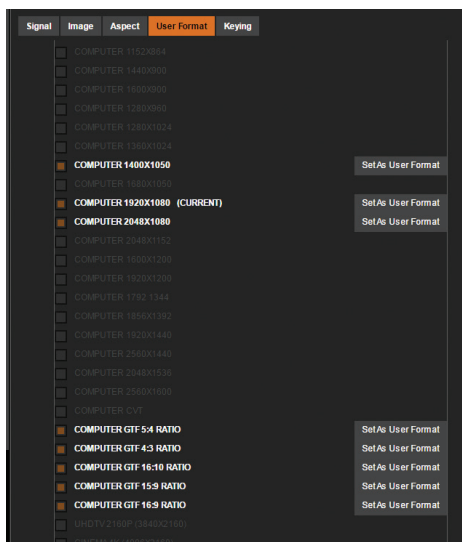 Signal Image Aspect User Format Keying
COMPUTER 1152X864
COMPUTER 1440X900
COMPUTER 1600X900
COMPUTER 1280X960
COMPUTER 1280X1024
COMPUTER 1360X1024
COMPUTER 1400X1050 Set As User Format
COMPUTER 1680X1050
COMPUTER 1920X1080 (CURRENT) Set As User Format
COMPUTER 2048X1080 Set As User Format
COMPUTER 2048X1152
COMPUTER 1600X1200
COMPUTER 1920X1200
COMPUTER 1792 1344
COMPUTER 1856X1392
COMPUTER 1920X1440
COMPUTER 2560X1440
COMPUTER 2048X1536
COMPUTER 2560X1600
COMPUTER CVT
COMPUTER GTF 5:4 RATIO Set As User Format
COMPUTER GTF 4:3 RATIO Set As User Format
COMPUTER GTF 16:10 RATIO Set As User Format
COMPUTER GTF 15:9 RATIO Set As User Format
COMPUTER GTF 16:9 RATIO Set As User Format
UHDTV 2160P (3840X2160)